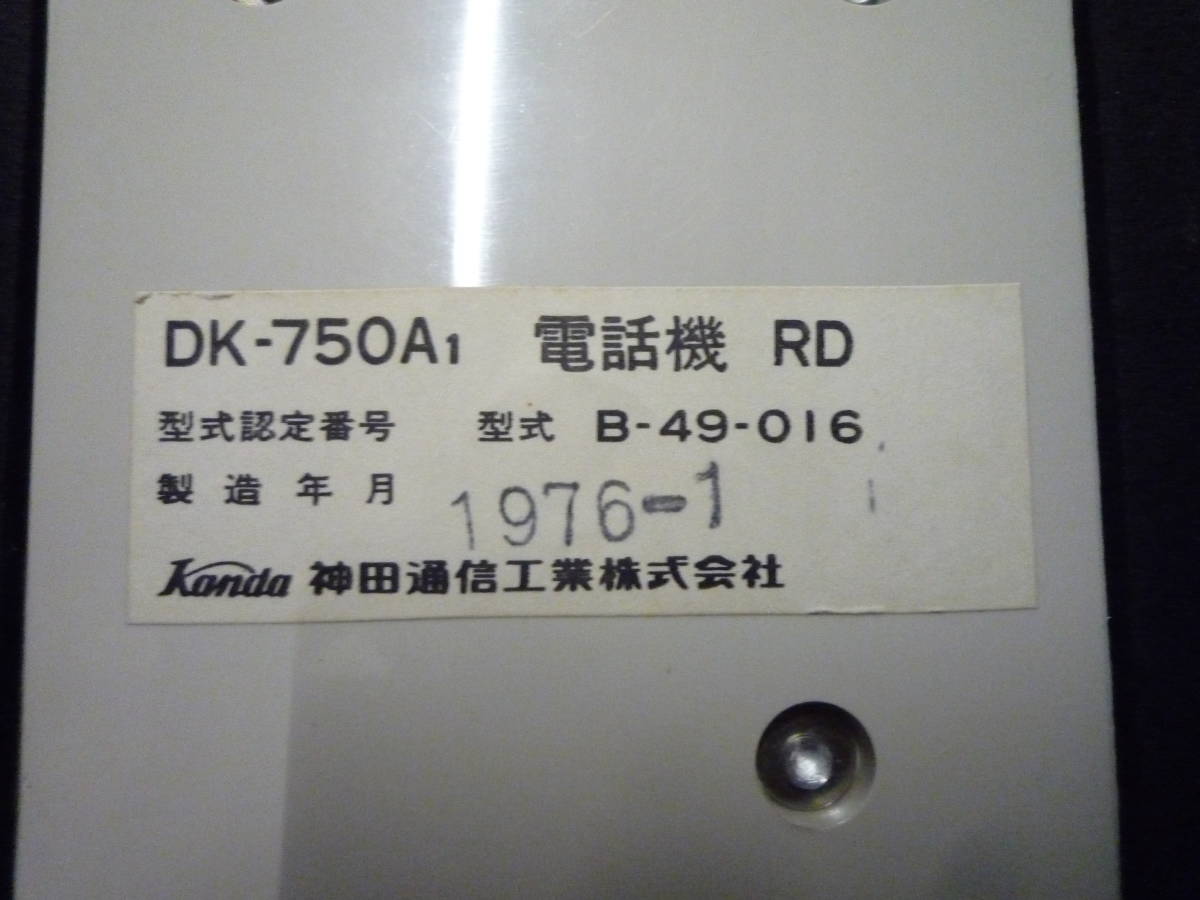 DK-750A1 電話機 RD
型式認定番号 型式 B-49-016
製造年月 1976-1
Kanda 神田通信工業株式会社